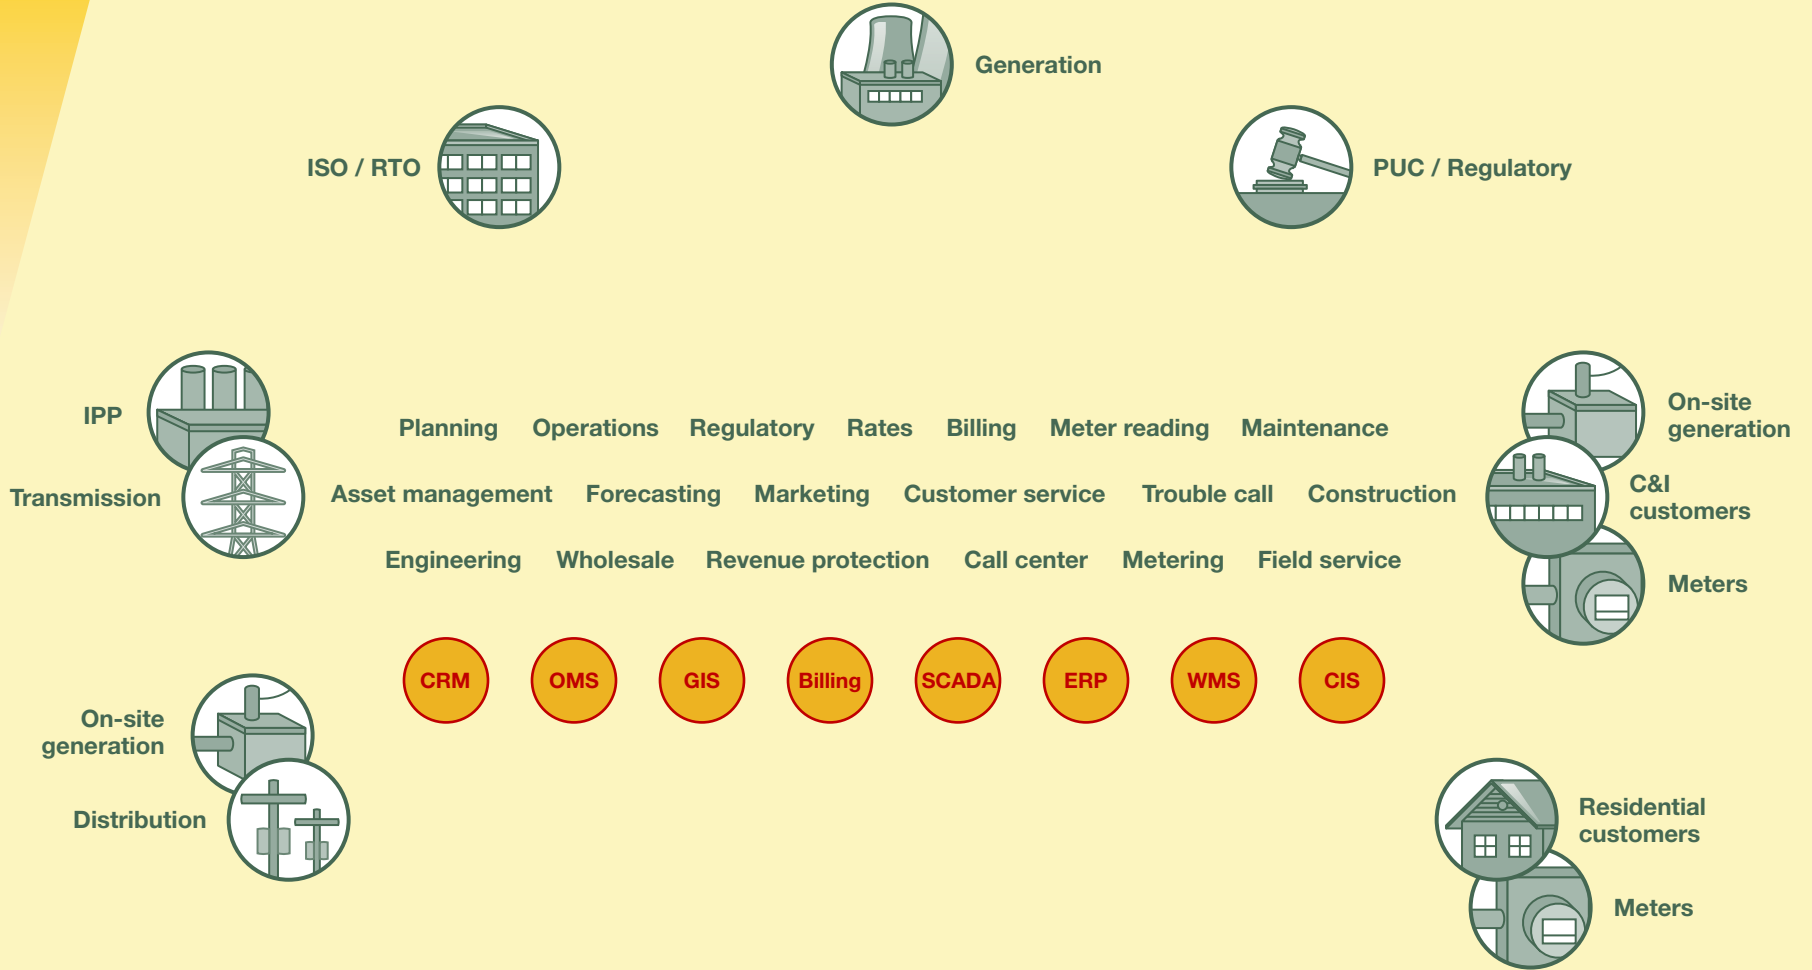 Generation
ISO / RTO
PUC / Regulatory
IPP
On-site
generation
Planning Operations Regulatory Rates Billing Meter reading Maintenance
Transmission
Asset management Forecasting Marketing Customer service Trouble call Construction
C&I
customers
Engineering Wholesale Revenue protection Call center Metering Field service
Meters
CRM OMS GIS Billing SCADA ERP WMS CIS
On-site
generation
Distribution
Residential
customers
Meters